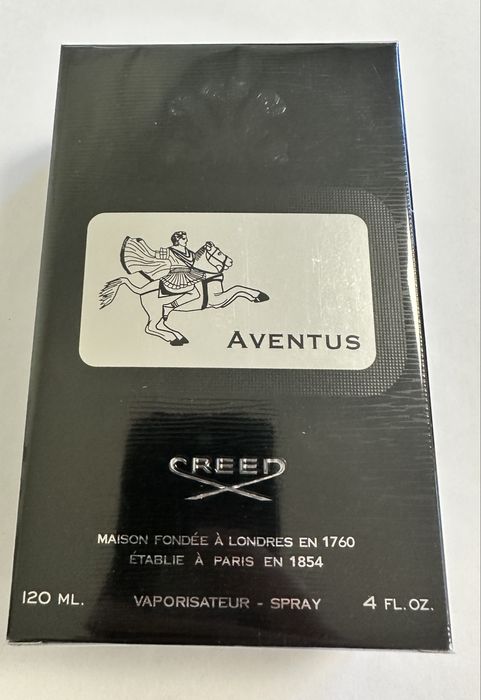 AVENTUS
CREED
MAISON FONDÉE À LONDRES EN 1760
ÉTABLIE À PARIS EN 1854
120 ML. VAPORISATEUR - SPRAY 4 FL. OZ.